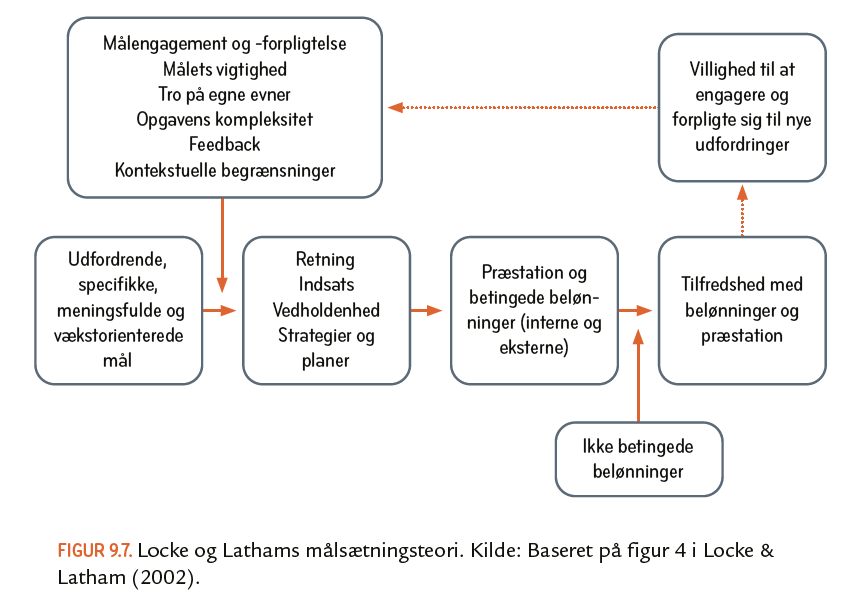 Målengagement og -forpligtelse
Målets vigtighed
Tro på egne evner
Opgavens kompleksitet
Feedback
Kontekstuelle begrænsninger
Villighed til at
engagere og
forpligte sig til nye
udfordringer
Udfordrende,
specifikke,
meningsfulde og
vækstorienterede
mål
Retning
Indsats
Vedholdenhed
Strategier og
planer
Præstation og
betingede beløn-
ninger (interne og
eksterne)
Tilfredshed med
belønninger og
præstation
Ikke betingede
belønninger
FIGUR 9.7. Locke og Lathams målsætningsteori. Kilde: Baseret på figur 4 i Locke &
Latham (2002).